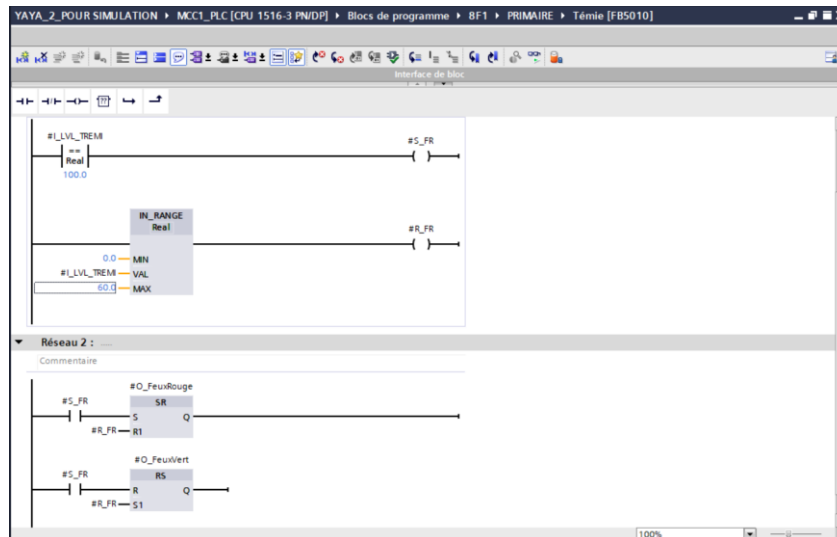 YAYA_2_POUR SIMULATION ▸ MCC1_PLC [CPU 1516-3 PN/DP] ▸ Blocs de programme ▸ 8F1 ▸ PRIMAIRE ▸ Témie [FB5010]
Interface de bloc
#I_LVL_TREMI
==
Real
100.0
#S_FR
IN_RANGE
Real
#R_FR
0.0 MIN
#I_LVL_TREMI VAL
60.0 MAX
Réseau 2 : ....
Commentaire
#O_FeuxRouge
#S_FR
SR
S Q
#R_FR R1
#O_FeuxVert
#S_FR
RS
R Q
#R_FR S1
100%